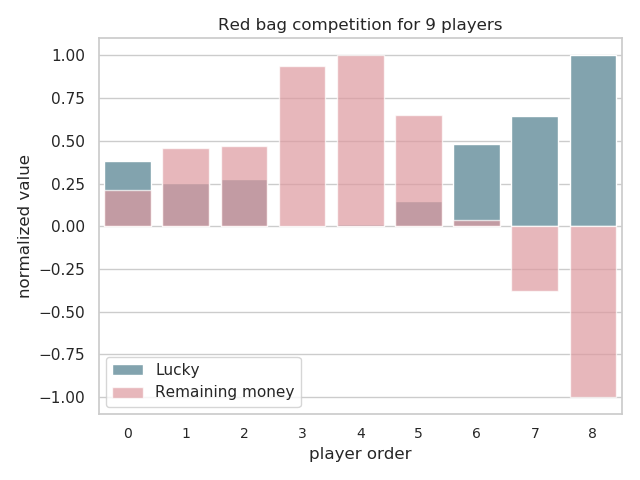 Red bag competition for 9 players
normalized value
1.00
0.75
0.50
0.25
0.00
−0.25
−0.50
−0.75
−1.00
Lucky
Remaining money
0 1 2 3 4 5 6 7 8
player order